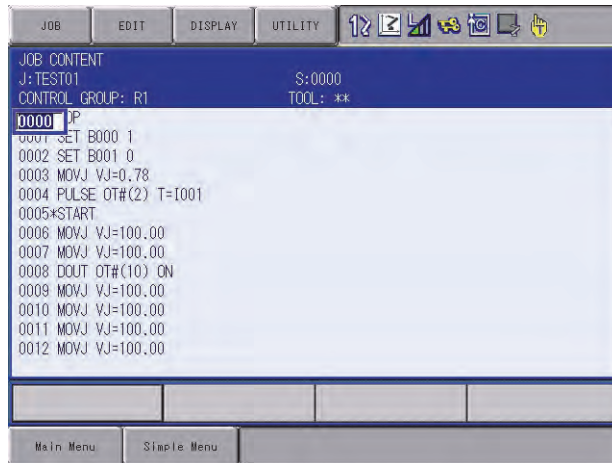 JOB EDIT DISPLAY UTILITY
JOB CONTENT
J:TEST01 S:0000
CONTROL GROUP: R1 TOOL: **
0000 OP
0001 SET B000 1
0002 SET B001 0
0003 MOVJ VJ=0.78
0004 PULSE OT#(2) T=I001
0005*START
0006 MOVJ VJ=100.00
0007 MOVJ VJ=100.00
0008 DOUT OT#(10) ON
0009 MOVJ VJ=100.00
0010 MOVJ VJ=100.00
0011 MOVJ VJ=100.00
0012 MOVJ VJ=100.00
Main Menu Simple Menu